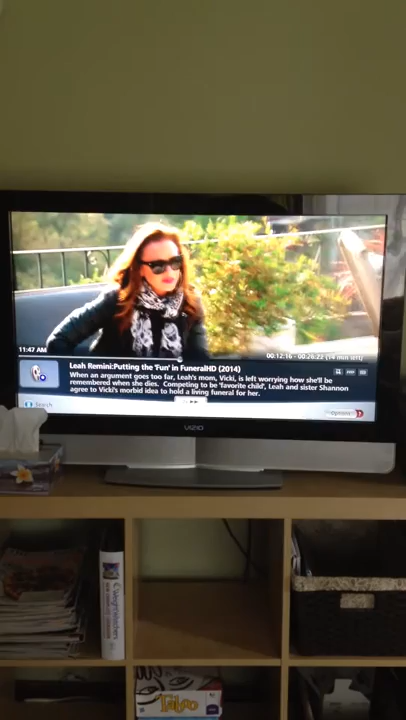 11:47 AM
00:12:16 - 00:26:23 (14 min left)
Leah Remini:Putting the 'Fun' in FuneralHD (2014)
When an argument goes too far, Leah's mom, Vicki, is left worrying how she'll be
remembered when she dies. Competing to be 'favorite child', Leah and sister Shannon
agree to Vicki's morbid idea to hold a living funeral for her.
Search
Options
VIZIO
WeightWatchers